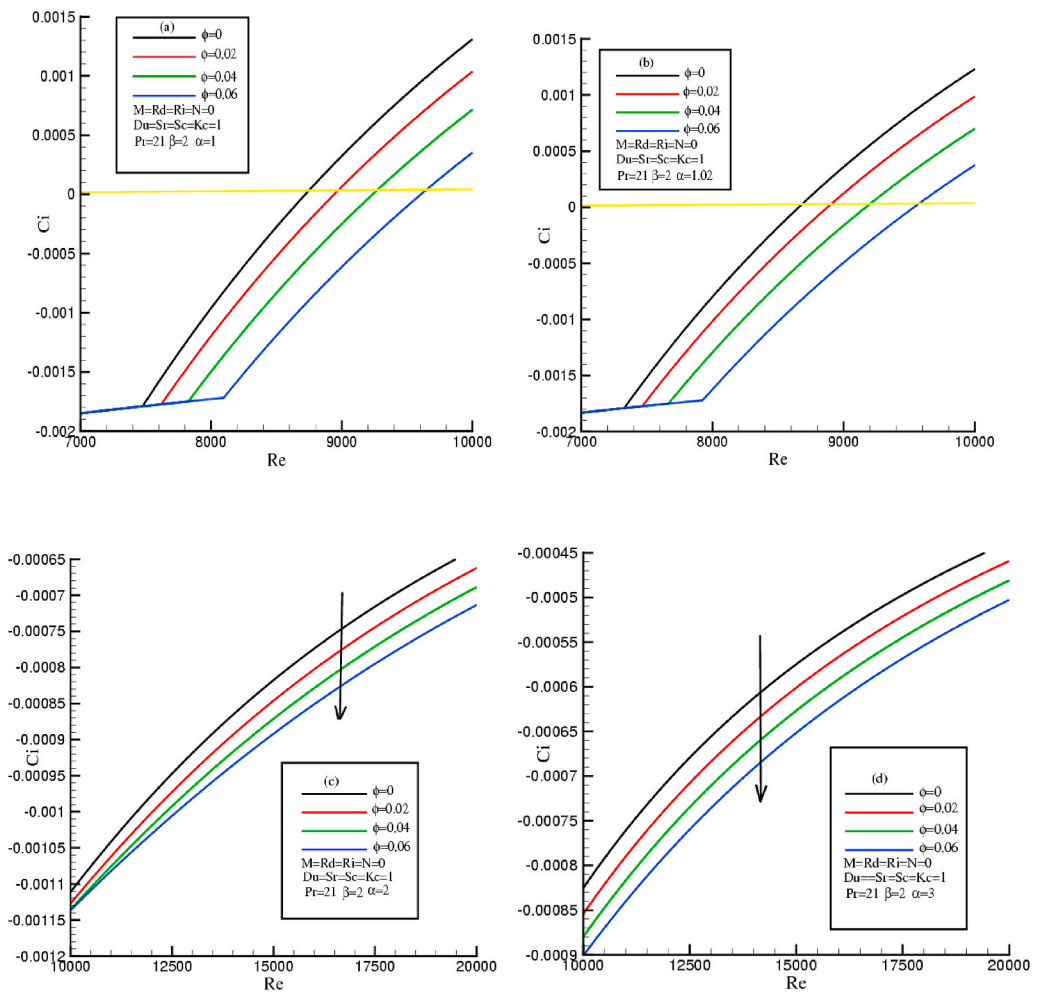 0.0015
0.001
0.0005
0
-0.0005
-0.001
-0.0015
-0.002
Ci
7000
8000
9000
10000
Re
(a)
ϕ=0
ϕ=0.02
ϕ=0.04
ϕ=0.06
M=Rd=Ri=N=0
Du=Sr=Sc=Kc=1
Pr=21 β=2 α=1
0.0015
0.001
0.0005
0
-0.0005
-0.001
-0.0015
-0.002
Ci
7000
8000
9000
10000
Re
(b)
ϕ=0
ϕ=0.02
ϕ=0.04
ϕ=0.06
M=Rd=Ri=N=0
Du=Sr=Sc=Kc=1
Pr=21 β=2 α=1.02
-0.00065
-0.0007
-0.00075
-0.0008
-0.00085
-0.0009
-0.00095
-0.001
-0.00105
-0.0011
-0.00115
-0.0012
Ci
10000
12500
15000
17500
20000
Re
(c)
ϕ=0
ϕ=0.02
ϕ=0.04
ϕ=0.06
M=Rd=Ri=N=0
Du=Sr=Sc=Kc=1
Pr=21 β=2 α=2
-0.00045
-0.0005
-0.00055
-0.0006
-0.00065
-0.0007
-0.00075
-0.0008
-0.00085
-0.0009
Ci
10000
12500
15000
17500
20000
Re
(d)
ϕ=0
ϕ=0.02
ϕ=0.04
ϕ=0.06
M=Rd=Ri=N=0
Du==Sr=Sc=Kc=1
Pr=21 β=2 α=3